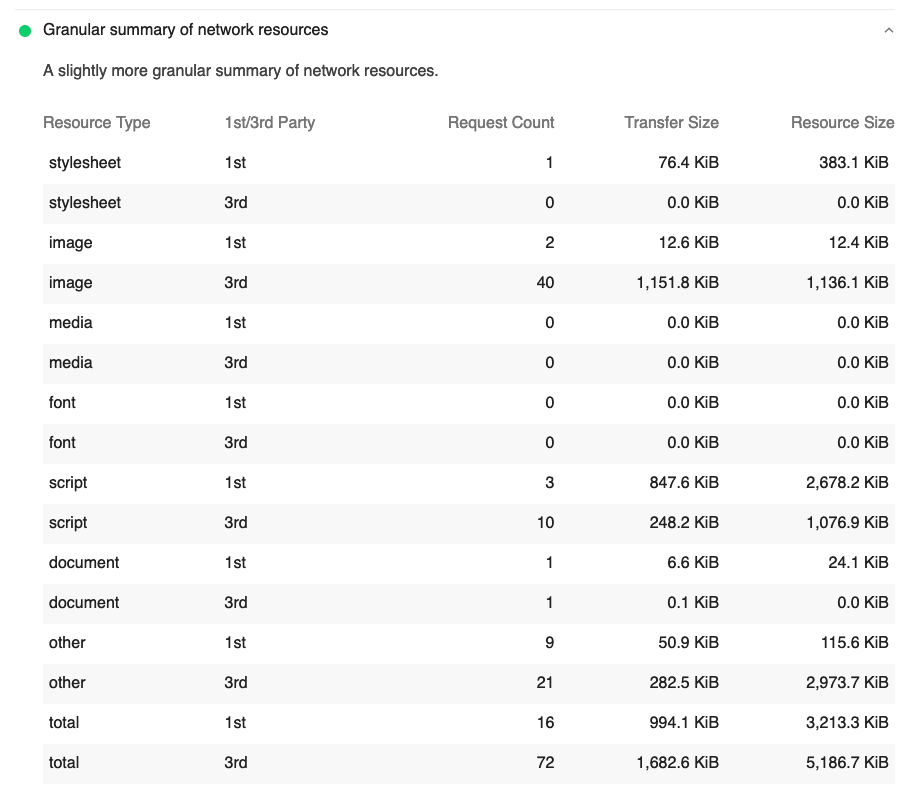 Granular summary of network resources
A slightly more granular summary of network resources.
Resource Type 1st/3rd Party Request Count Transfer Size Resource Size
stylesheet 1st 1 76.4 KiB 383.1 KiB
stylesheet 3rd 0 0.0 KiB 0.0 KiB
image 1st 2 12.6 KiB 12.4 KiB
image 3rd 40 1,151.8 KiB 1,136.1 KiB
media 1st 0 0.0 KiB 0.0 KiB
media 3rd 0 0.0 KiB 0.0 KiB
font 1st 0 0.0 KiB 0.0 KiB
font 3rd 0 0.0 KiB 0.0 KiB
script 1st 3 847.6 KiB 2,678.2 KiB
script 3rd 10 248.2 KiB 1,076.9 KiB
document 1st 1 6.6 KiB 24.1 KiB
document 3rd 1 0.1 KiB 0.0 KiB
other 1st 9 50.9 KiB 115.6 KiB
other 3rd 21 282.5 KiB 2,973.7 KiB
total 1st 16 994.1 KiB 3,213.3 KiB
total 3rd 72 1,682.6 KiB 5,186.7 KiB